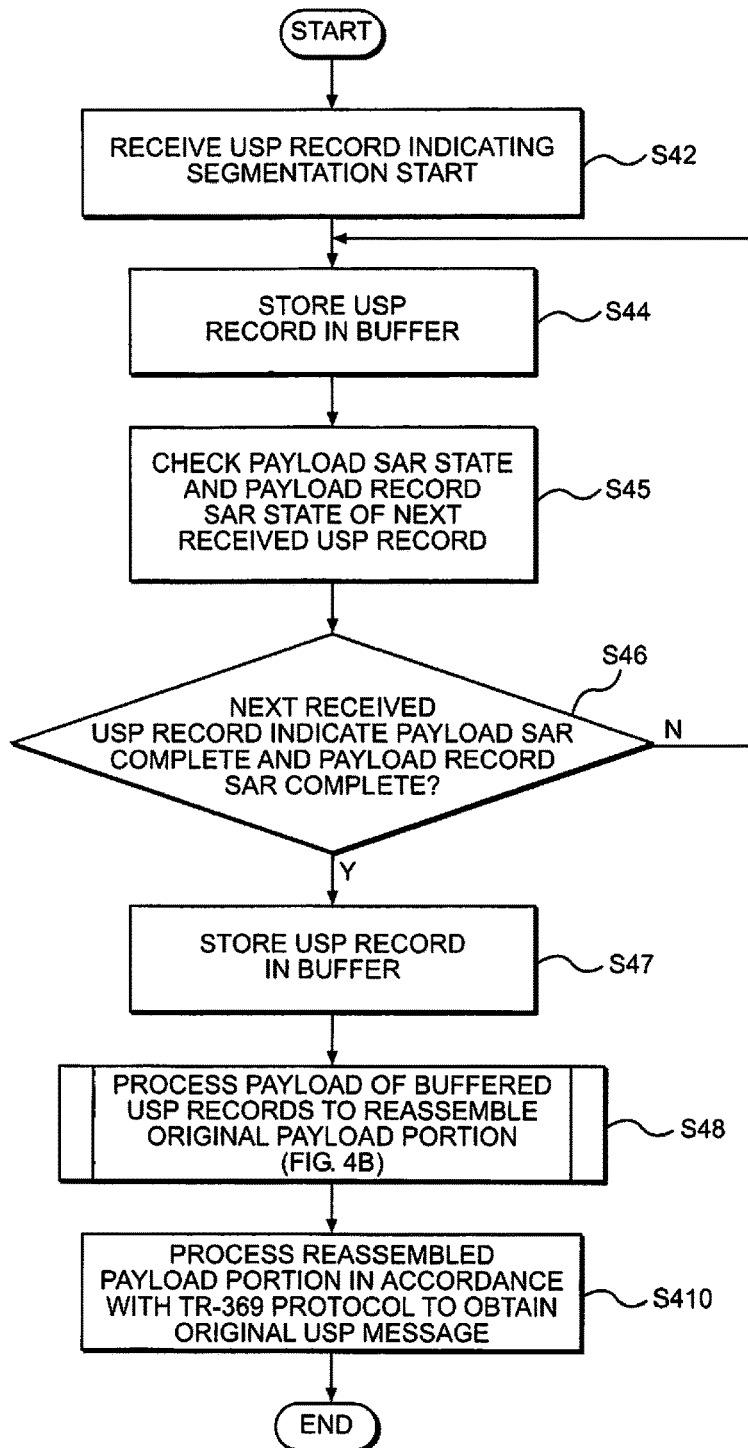 START
RECEIVE USP RECORD INDICATING
SEGMENTATION START
S42
STORE USP
RECORD IN BUFFER
S44
CHECK PAYLOAD SAR STATE
AND PAYLOAD RECORD
SAR STATE OF NEXT
RECEIVED USP RECORD
S45
S46
NEXT RECEIVED
USP RECORD INDICATE PAYLOAD SAR
COMPLETE AND PAYLOAD RECORD
SAR COMPLETE?
N
Y
STORE USP RECORD
IN BUFFER
S47
PROCESS PAYLOAD OF BUFFERED
USP RECORDS TO REASSEMBLE
ORIGINAL PAYLOAD PORTION
(FIG. 4B)
S48
PROCESS REASSEMBLED
PAYLOAD PORTION IN ACCORDANCE
WITH TR-369 PROTOCOL TO OBTAIN
ORIGINAL USP MESSAGE
S410
END